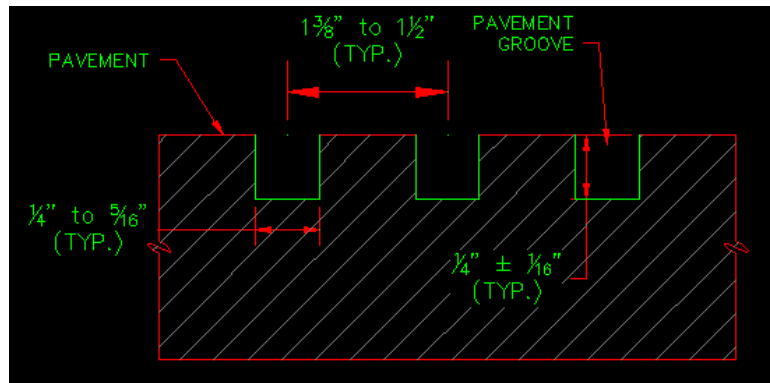 1⅜" to 1½"
(TYP.)
PAVEMENT
GROOVE
PAVEMENT
¼" to 5⁄16"
(TYP.)
¼" ± 1⁄16"
(TYP.)